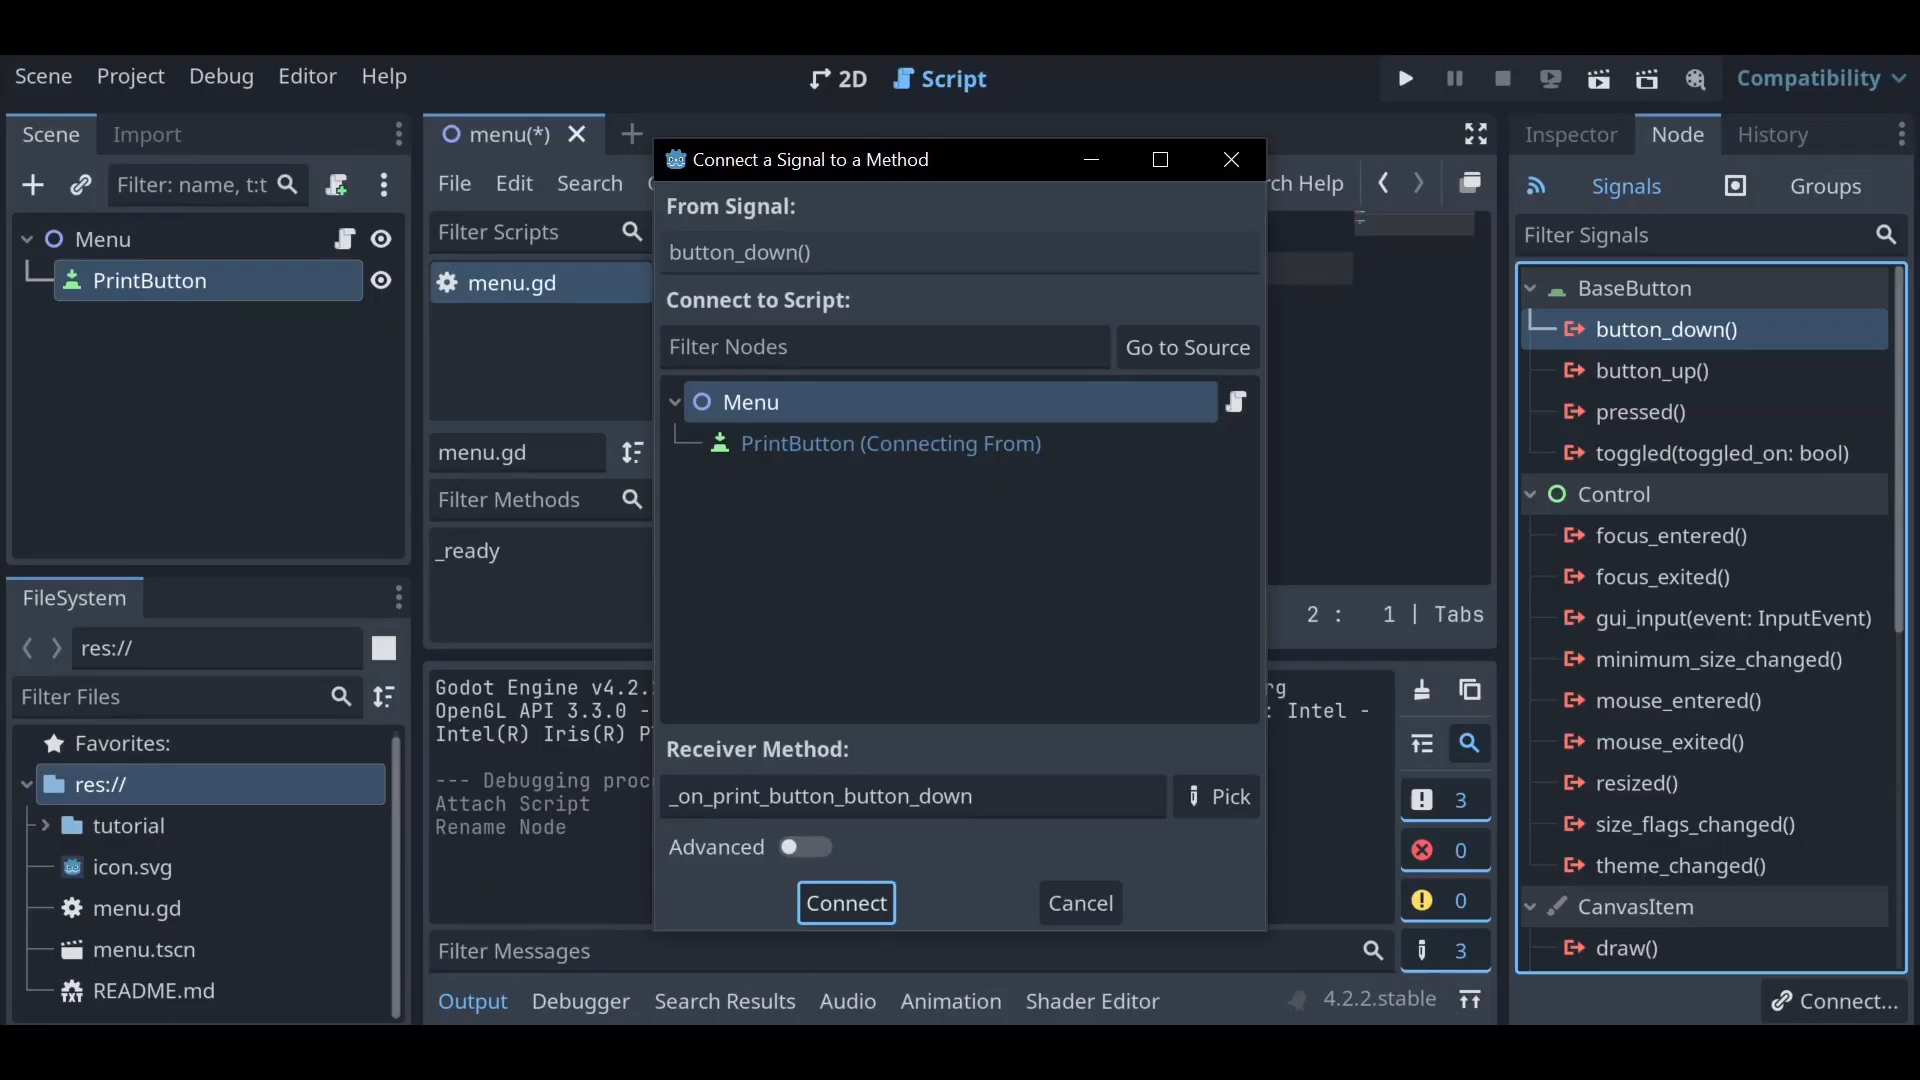 Scene Project Debug Editor Help
2D Script
Compatibility
Scene Import
Filter: name, t:t
Menu
PrintButton
FileSystem
res://
Filter Files
Favorites:
res://
tutorial
icon.svg
menu.gd
menu.tscn
README.md
menu(*)
File Edit Search
rch Help
Filter Scripts
menu.gd
menu.gd
Filter Methods
_ready
2 : 1 | Tabs
Connect a Signal to a Method
From Signal:
button_down()
Connect to Script:
Filter Nodes Go to Source
Menu
PrintButton (Connecting From)
Receiver Method:
_on_print_button_button_down Pick
Advanced
Connect Cancel
Godot Engine v4.2.
OpenGL API 3.3.0 - : Intel -
Intel(R) Iris(R)
--- Debugging proc
Attach Script
Rename Node
3
0
0
3
Filter Messages
Output Debugger Search Results Audio Animation Shader Editor 4.2.2.stable
Inspector Node History
Signals Groups
Filter Signals
BaseButton
button_down()
button_up()
pressed()
toggled(toggled_on: bool)
Control
focus_entered()
focus_exited()
gui_input(event: InputEvent)
minimum_size_changed()
mouse_entered()
mouse_exited()
resized()
size_flags_changed()
theme_changed()
CanvasItem
draw()
Connect...